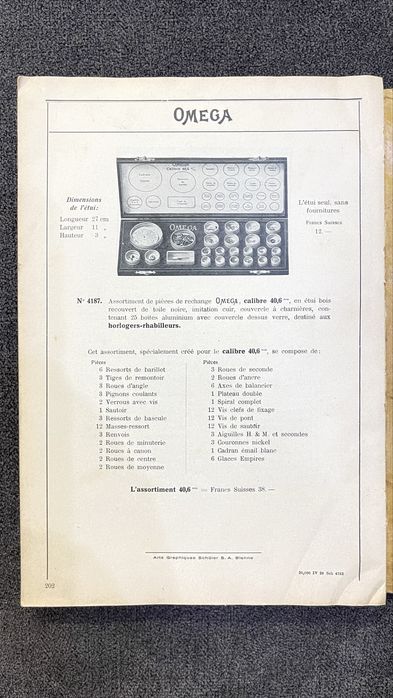 OMEGA
Dimensions
de l'étui:
Longueur 27 cm
Largeur 11 „
Hauteur 3 „
L'étui seul, sans
fournitures
Francs Suisses
12. —
OMEGA
N° 4187. Assortiment de pièces de rechange OMEGA, calibre 40,6 mm, en étui bois
recouvert de toile noire, imitation cuir, couvercle à charnières, con-
tenant 25 boîtes aluminium avec couvercle dessus verre, destiné aux
horlogers-rhabilleurs.
Cet assortiment, spécialement créé pour le calibre 40,6 mm, se compose de:
Pièces
6 Ressorts de barillet
3 Tiges de remontoir
3 Roues d'angle
3 Pignons coulants
2 Verrous avec vis
1 Sautoir
3 Ressorts de bascule
12 Masses-ressort
3 Renvois
2 Roues de minuterie
2 Roues à canon
2 Roues de centre
2 Roues de moyenne
Pièces
3 Roues de seconde
2 Roues d'ancre
6 Axes de balancier
1 Plateau double
1 Spiral complet
12 Vis clefs de fixage
12 Vis de pont
12 Vis de sautoir
3 Aiguilles H. & M. et secondes
3 Couronnes nickel
1 Cadran émail blanc
6 Glaces Empires
L'assortiment 40,6 mm = Francs Suisses 38. —
Arts Graphiques Schüler S. A. Bienne
202